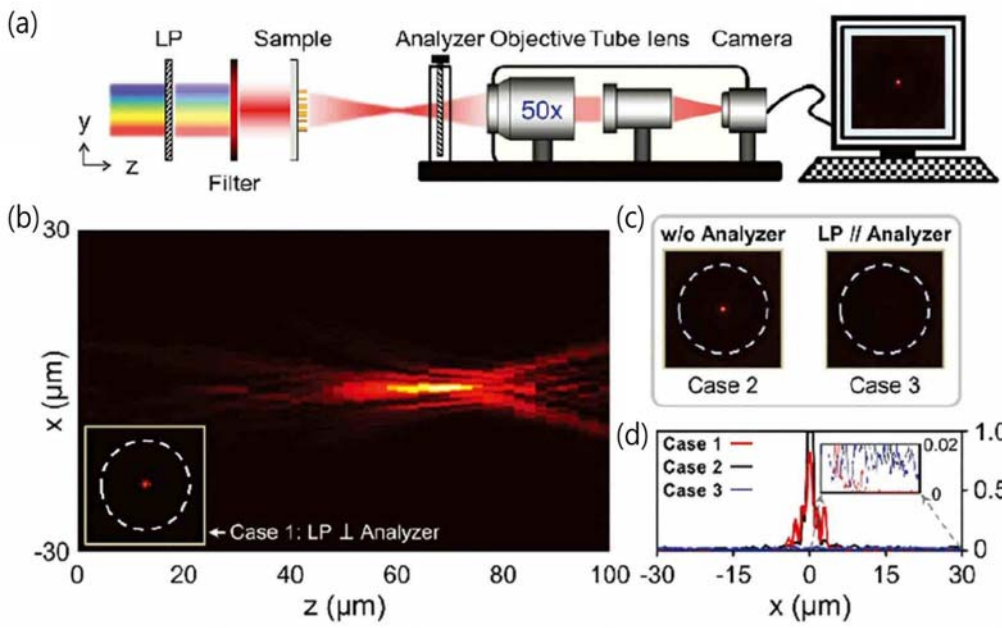 (a)
LP
Sample
Analyzer Objective Tube lens Camera
50x
y
z
Filter
(b)
30
x (μm)
-30
Case 1: LP ⊥ Analyzer
0 20 40 60 80 100
z (μm)
(c)
w/o Analyzer LP // Analyzer
Case 2 Case 3
(d)
Case 1
Case 2
Case 3
0.02
0
1.0
0.5
0
-30 -15 0 15 30
x (μm)